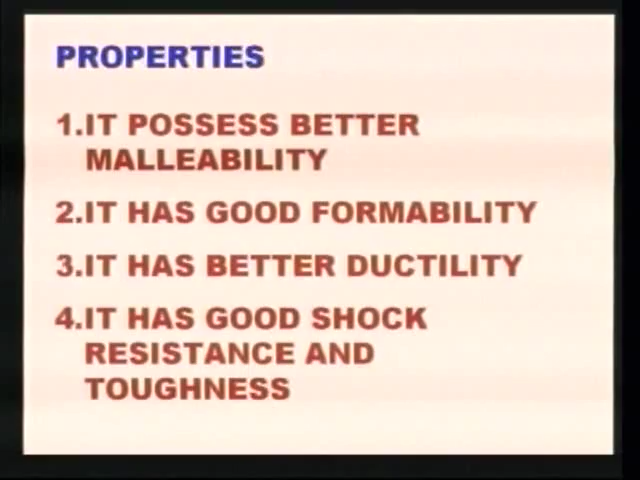 PROPERTIES
1.IT POSSESS BETTER
MALLEABILITY
2.IT HAS GOOD FORMABILITY
3.IT HAS BETTER DUCTILITY
4.IT HAS GOOD SHOCK
RESISTANCE AND
TOUGHNESS